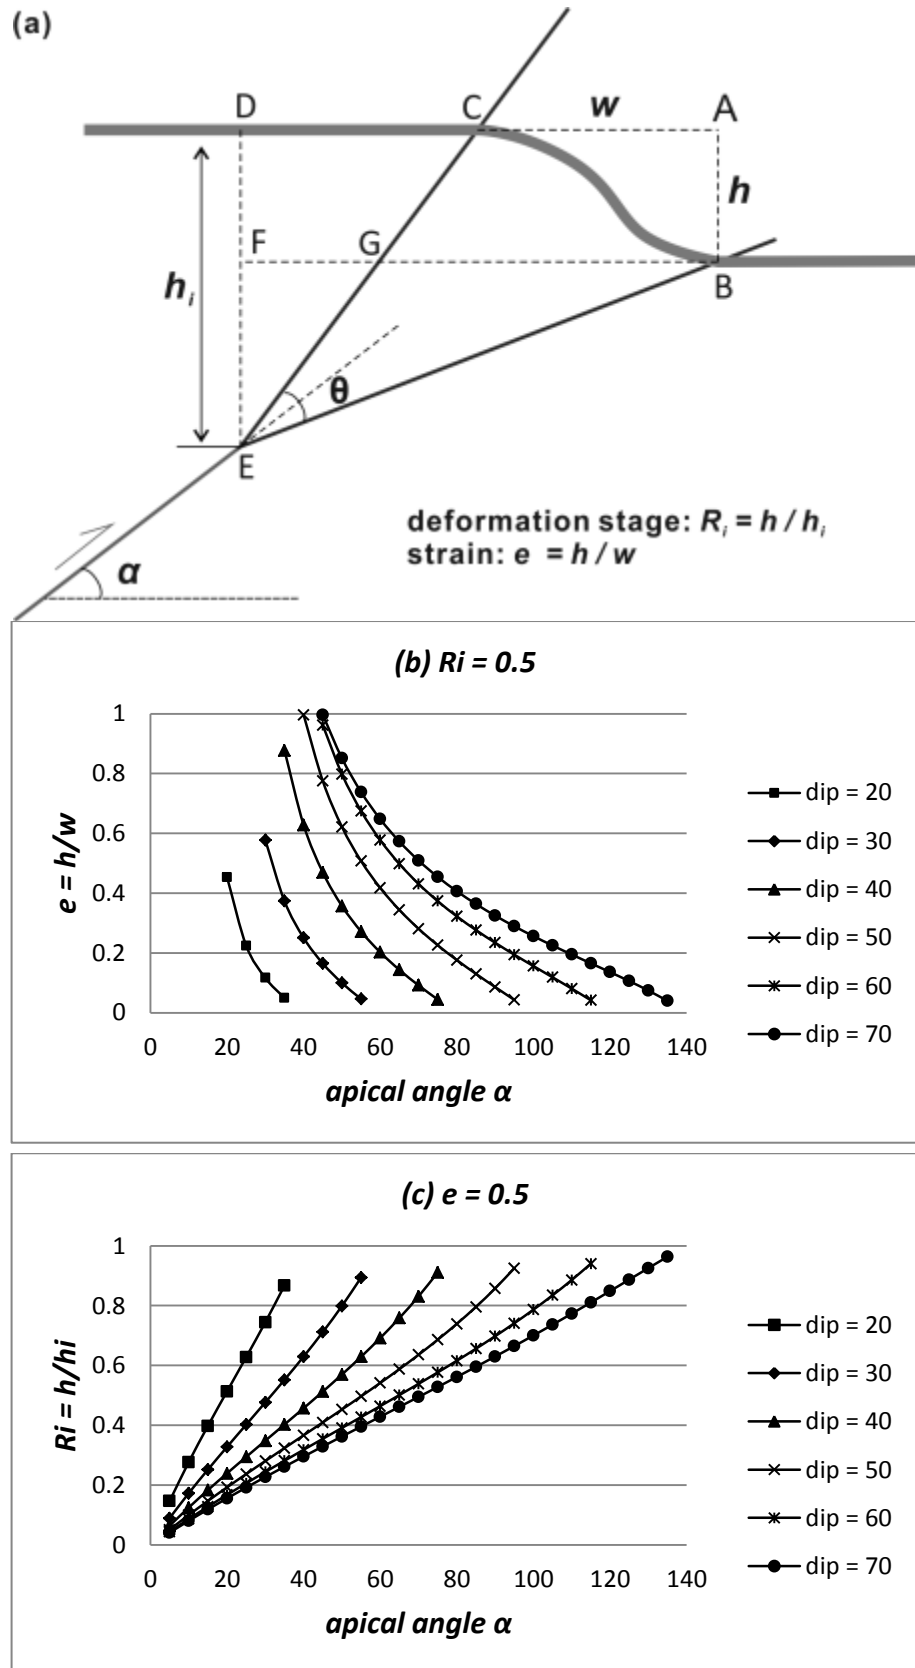 (a)
D
C
w
A
h
F
G
h_i
B
θ
E
deformation stage: R_i = h / h_i
strain: e = h / w
α
(b) Ri = 0.5
1
0.8
0.6
0.4
0.2
0
e = h/w
0 20 40 60 80 100 120 140
apical angle α
dip = 20
dip = 30
dip = 40
dip = 50
dip = 60
dip = 70
(c) e = 0.5
1
0.8
0.6
0.4
0.2
0
Ri = h/hi
0 20 40 60 80 100 120 140
apical angle α
dip = 20
dip = 30
dip = 40
dip = 50
dip = 60
dip = 70